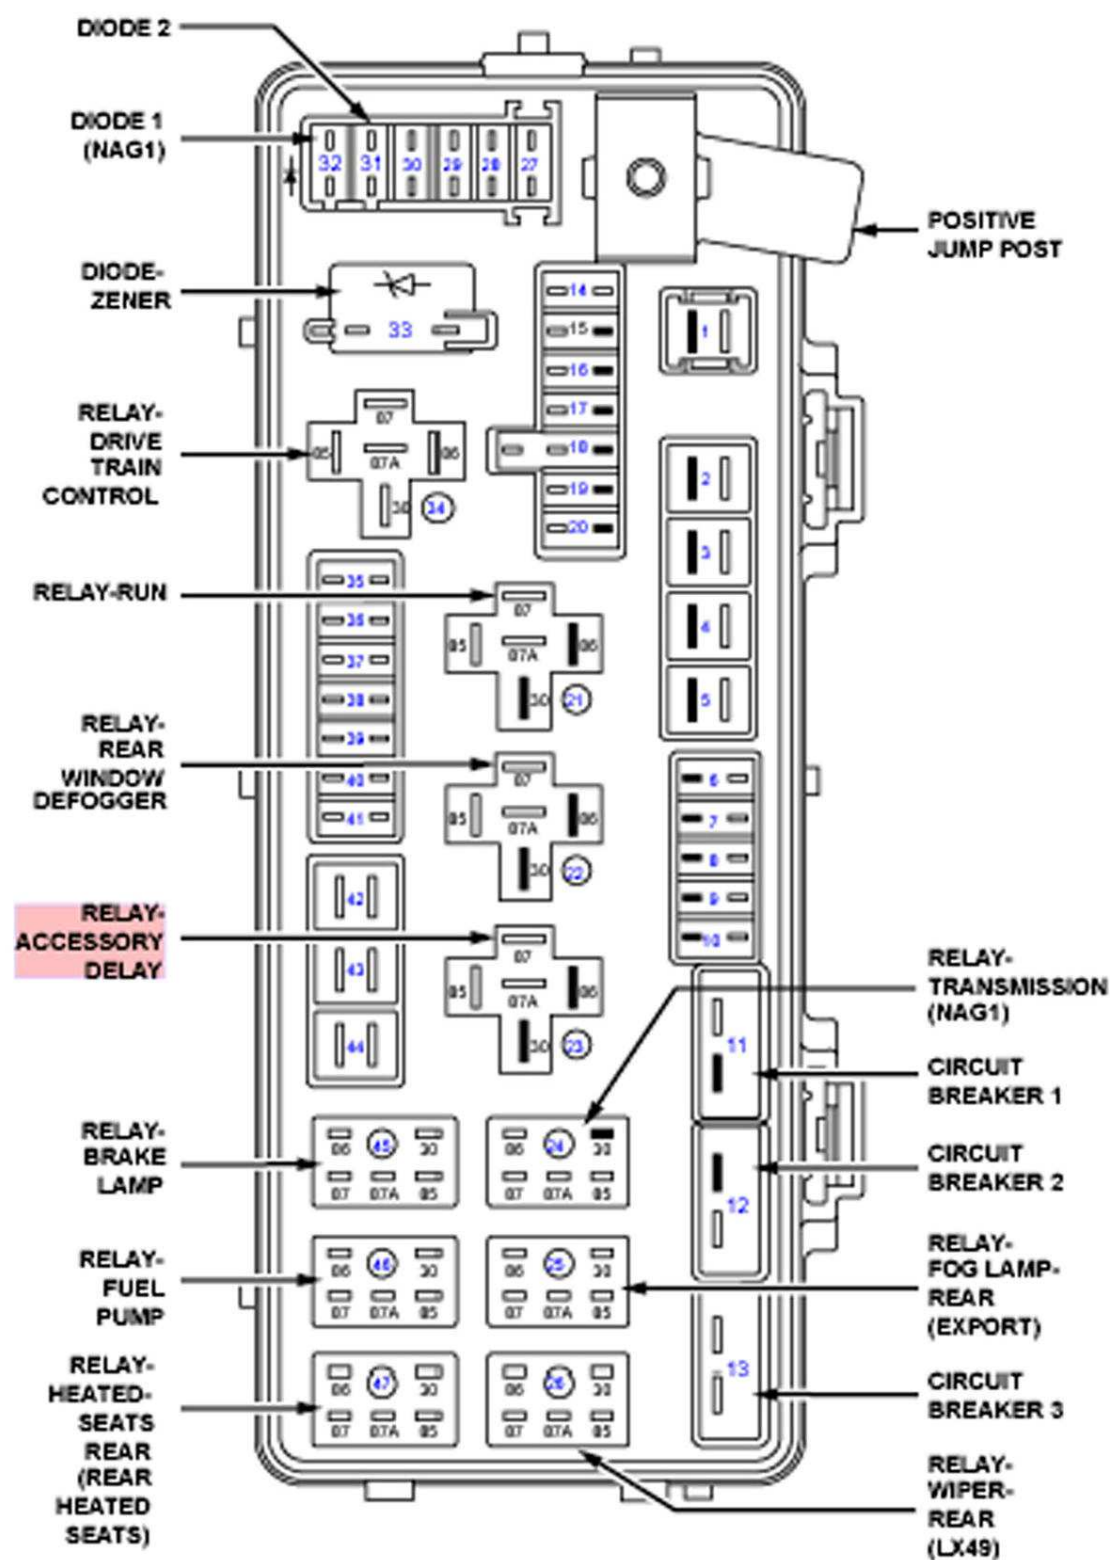 DIODE 2
DIODE 1
(NAG1)
32 31 30 29 28 27
POSITIVE
JUMP POST
DIODE-
ZENER
33
14
15
16
17
18
19
20
1
RELAY-
DRIVE
TRAIN
CONTROL
87
85 87A 86
30 34
2
3
4
5
RELAY-RUN
35
36
37
38
39
40
41
87
85 87A 86
30 21
RELAY-
REAR
WINDOW
DEFOGGER
87
85 87A 86
30 22
6
7
8
9
10
RELAY-
ACCESSORY
DELAY
42
43
44
87
85 87A 86
30 23
RELAY-
TRANSMISSION
(NAG1)
11
CIRCUIT
BREAKER 1
RELAY-
BRAKE
LAMP
86 45 30
87 87A 85
86 24 30
87 87A 85
12
CIRCUIT
BREAKER 2
RELAY-
FUEL
PUMP
86 46 30
87 87A 85
86 25 30
87 87A 85
RELAY-
FOG LAMP-
REAR
(EXPORT)
RELAY-
HEATED-
SEATS
REAR
(REAR
HEATED
SEATS)
86 47 30
87 87A 85
86 26 30
87 87A 85
13
CIRCUIT
BREAKER 3
RELAY-
WIPER-
REAR
(LX49)